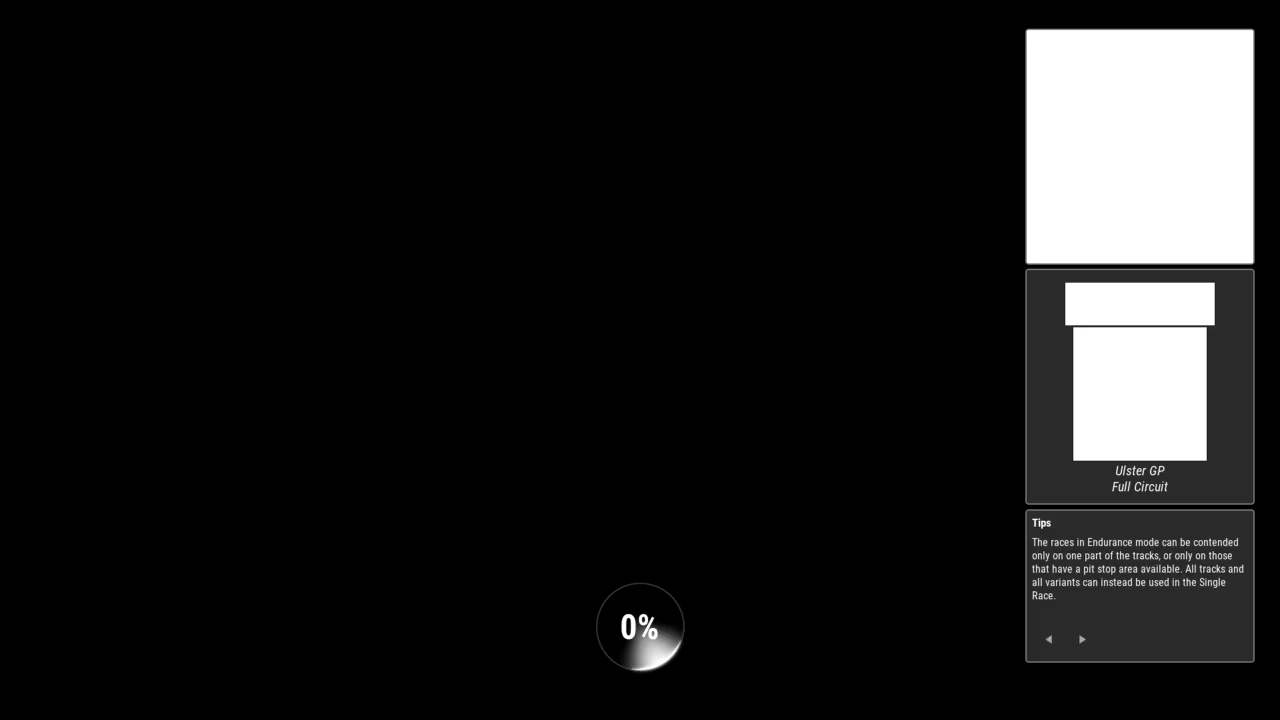 Ulster GP
Full Circuit
Tips
The races in Endurance mode can be contended
only on one part of the tracks, or only on those
that have a pit stop area available. All tracks and
all variants can instead be used in the Single
Race.
0%